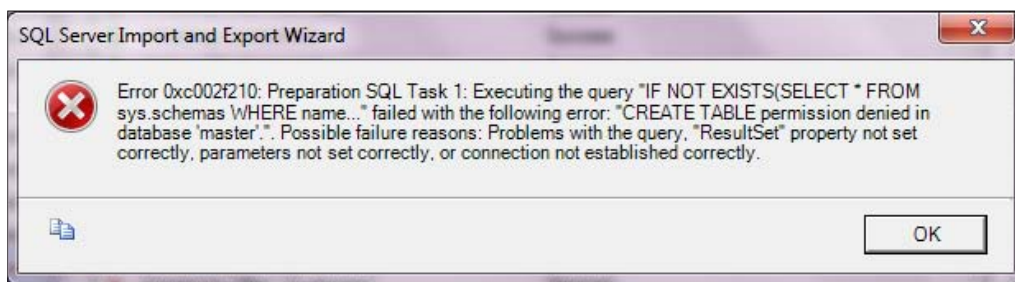 SQL Server Import and Export Wizard
Error 0xc002f210: Preparation SQL Task 1: Executing the query "IF NOT EXISTS(SELECT * FROM
sys.schemas WHERE name..." failed with the following error: "CREATE TABLE permission denied in
database 'master'.". Possible failure reasons: Problems with the query, "ResultSet" property not set
correctly, parameters not set correctly, or connection not established correctly.
OK